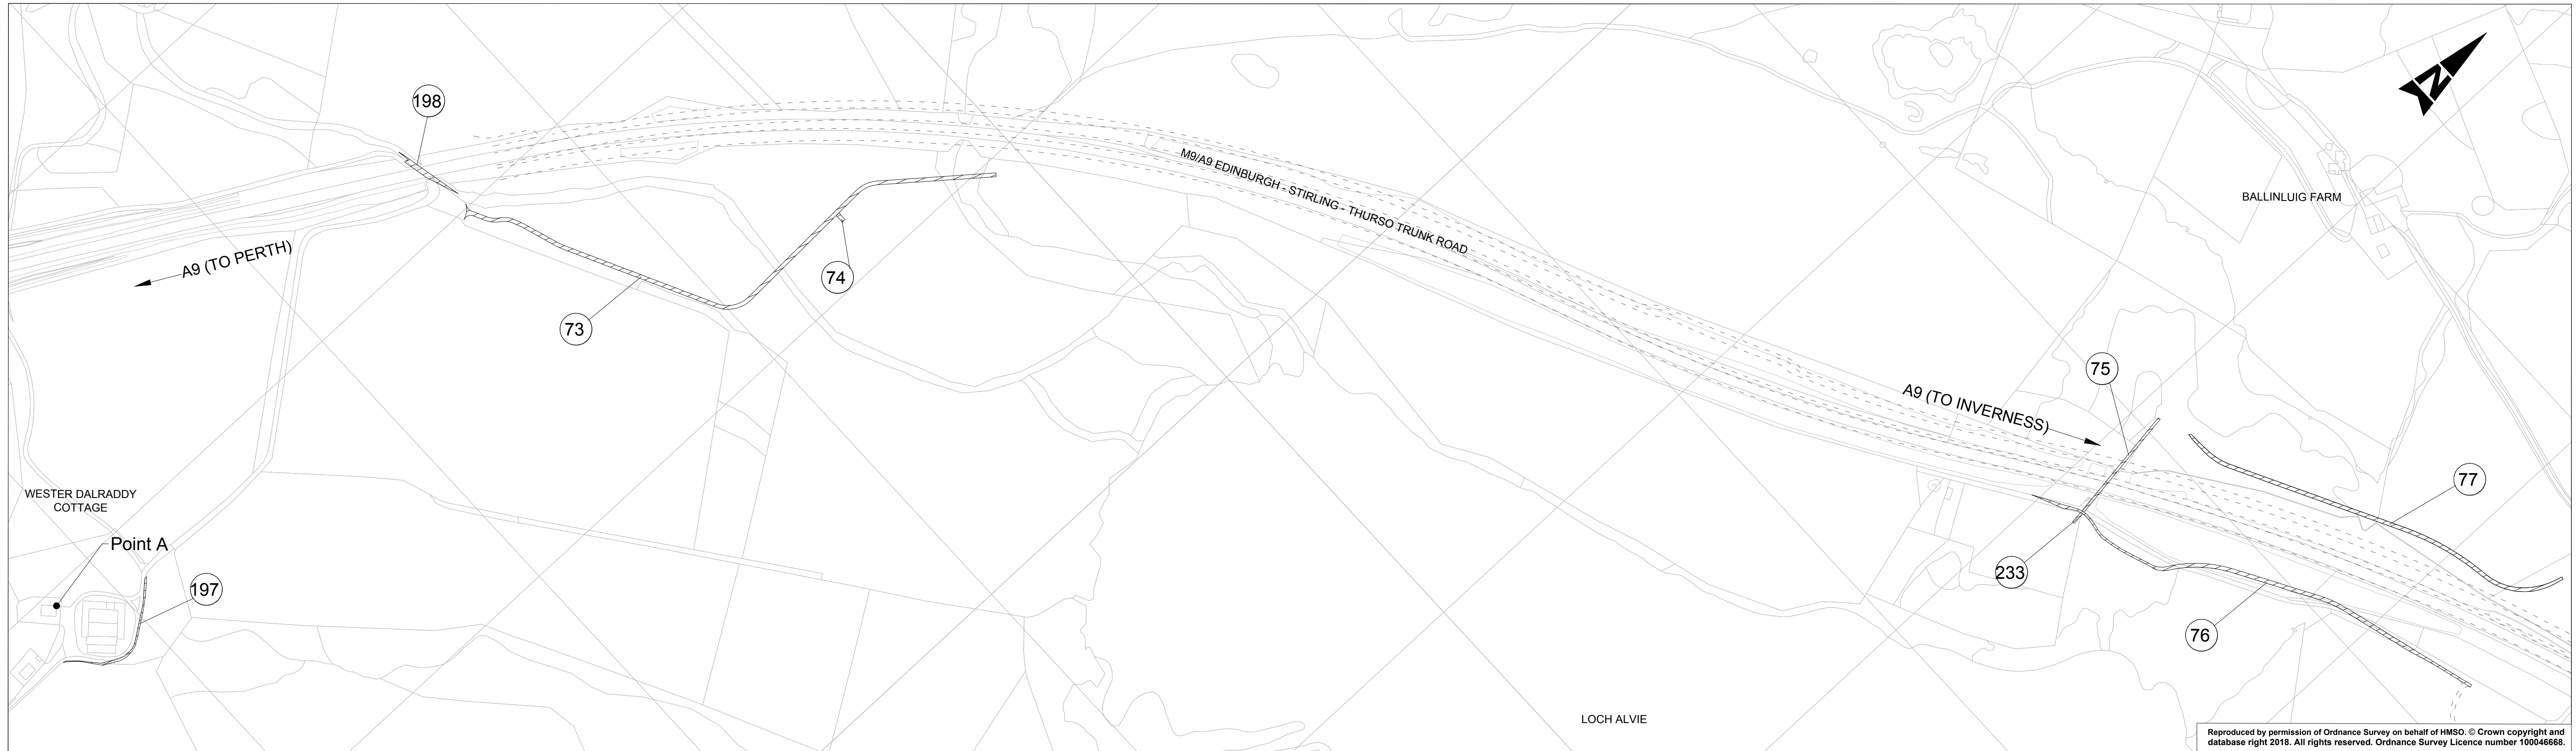 198
N
M9/A9 EDINBURGH - STIRLING - THURSO TRUNK ROAD
BALLINLUIG FARM
A9 (TO PERTH)
74
73
75
A9 (TO INVERNESS)
77
WESTER DALRADDY
COTTAGE
Point A
197
233
76
LOCH ALVIE
Reproduced by permission of Ordnance Survey on behalf of HMSO. © Crown copyright and
database right 2018. All rights reserved. Ordnance Survey Licence number 100046668.